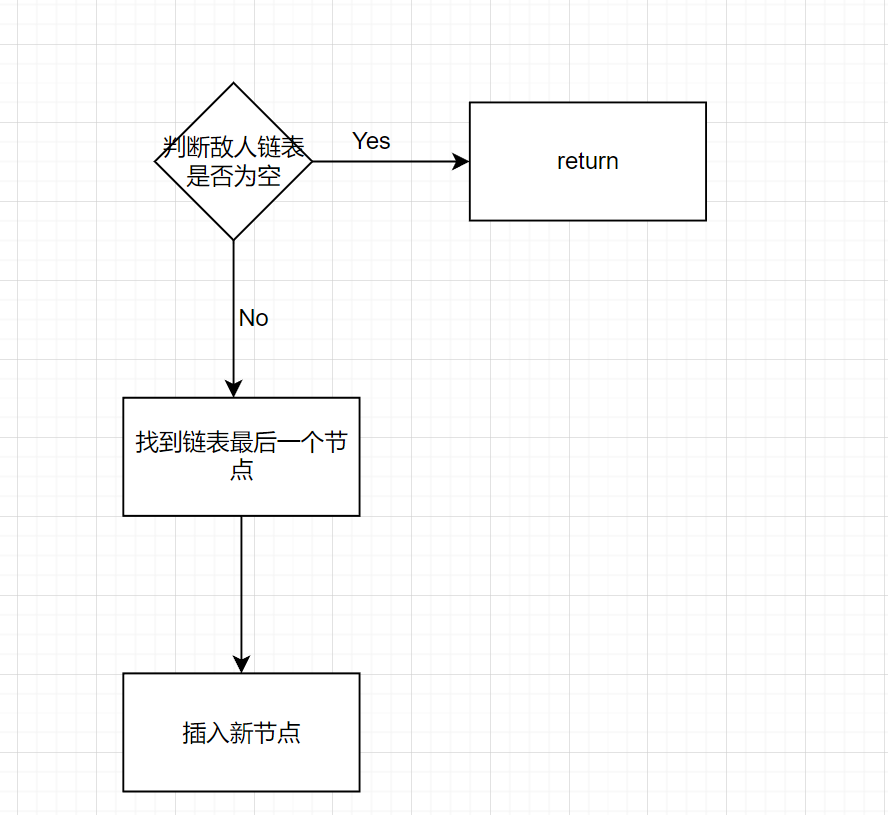 判断敌人链表
是否为空
Yes
return
No
找到链表最后一个节
点
插入新节点